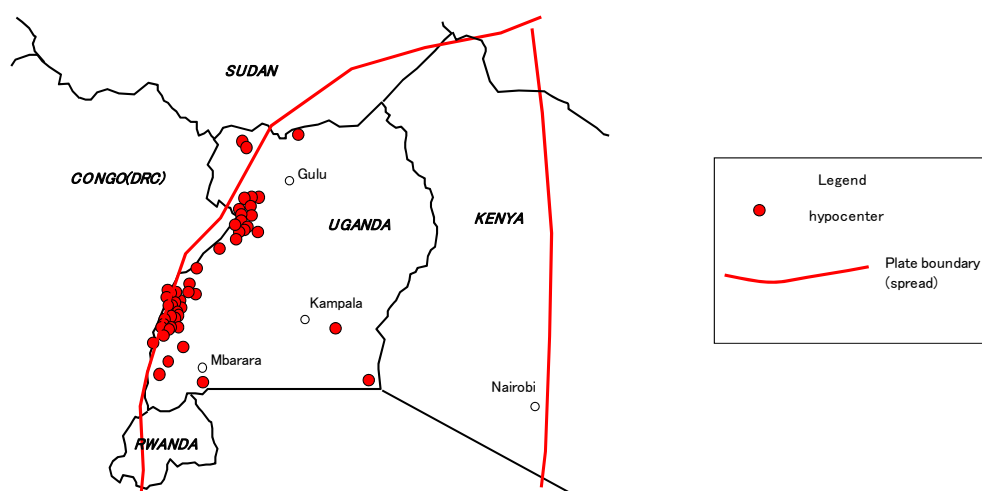 SUDAN
CONGO(DRC)
Gulu
UGANDA
KENYA
Kampala
Mbarara
Nairobi
RWANDA
Legend
hypocenter
Plate boundary
(spread)